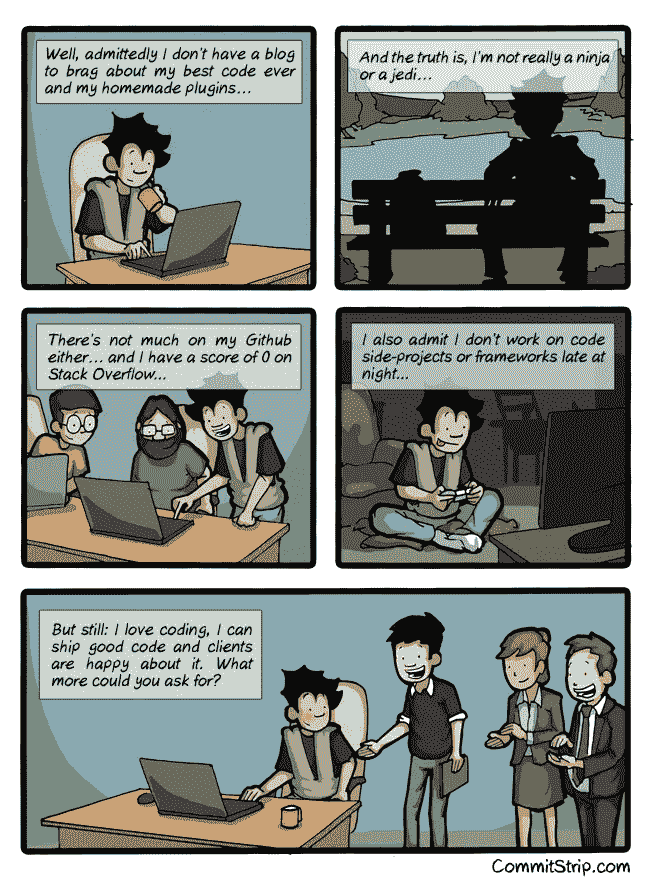 Well, admittedly I don't have a blog
to brag about my best code ever
and my homemade plugins...
And the truth is, I'm not really a ninja
or a jedi...
There's not much on my Github
either... and I have a score of 0 on
Stack Overflow...
I also admit I don't work on code
side-projects or frameworks late at
night...
But still: I love coding, I can
ship good code and clients
are happy about it. What
more could you ask for?
CommitStrip.com